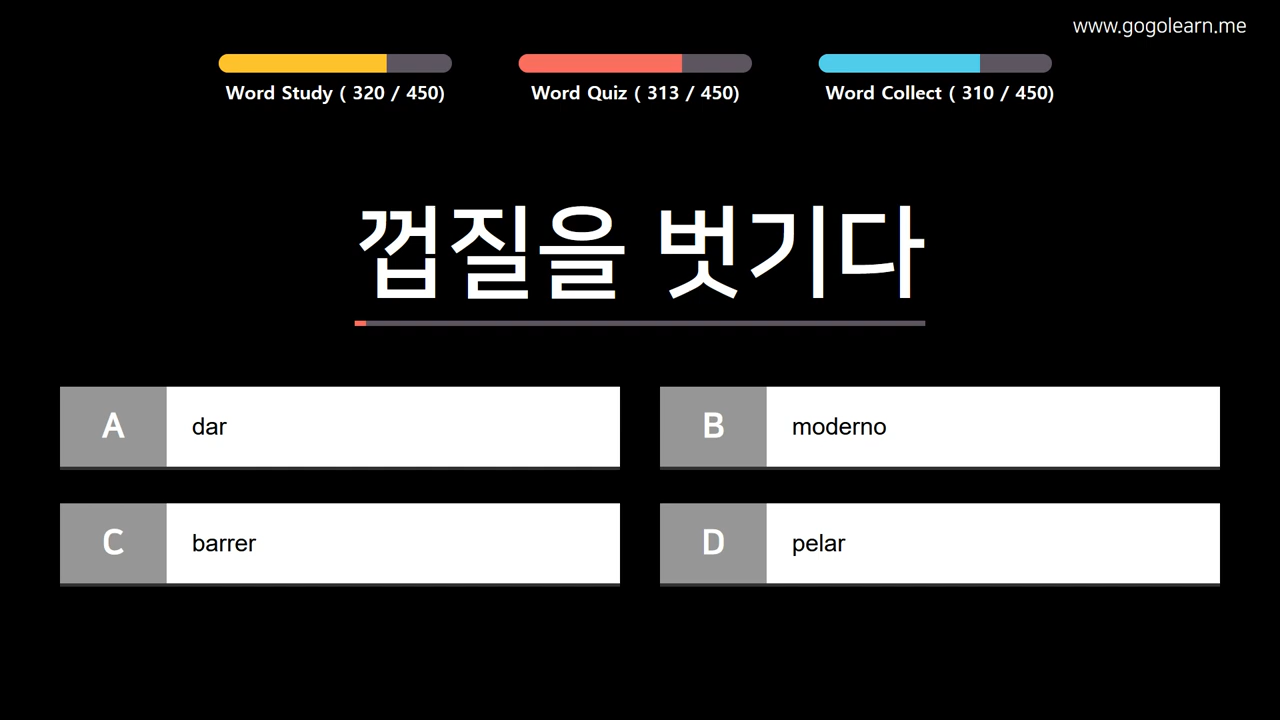 www.gogolearn.me
Word Study ( 320 / 450)
Word Quiz ( 313 / 450)
Word Collect ( 310 / 450)
껍질을 벗기다
A
dar
B
moderno
C
barrer
D
pelar